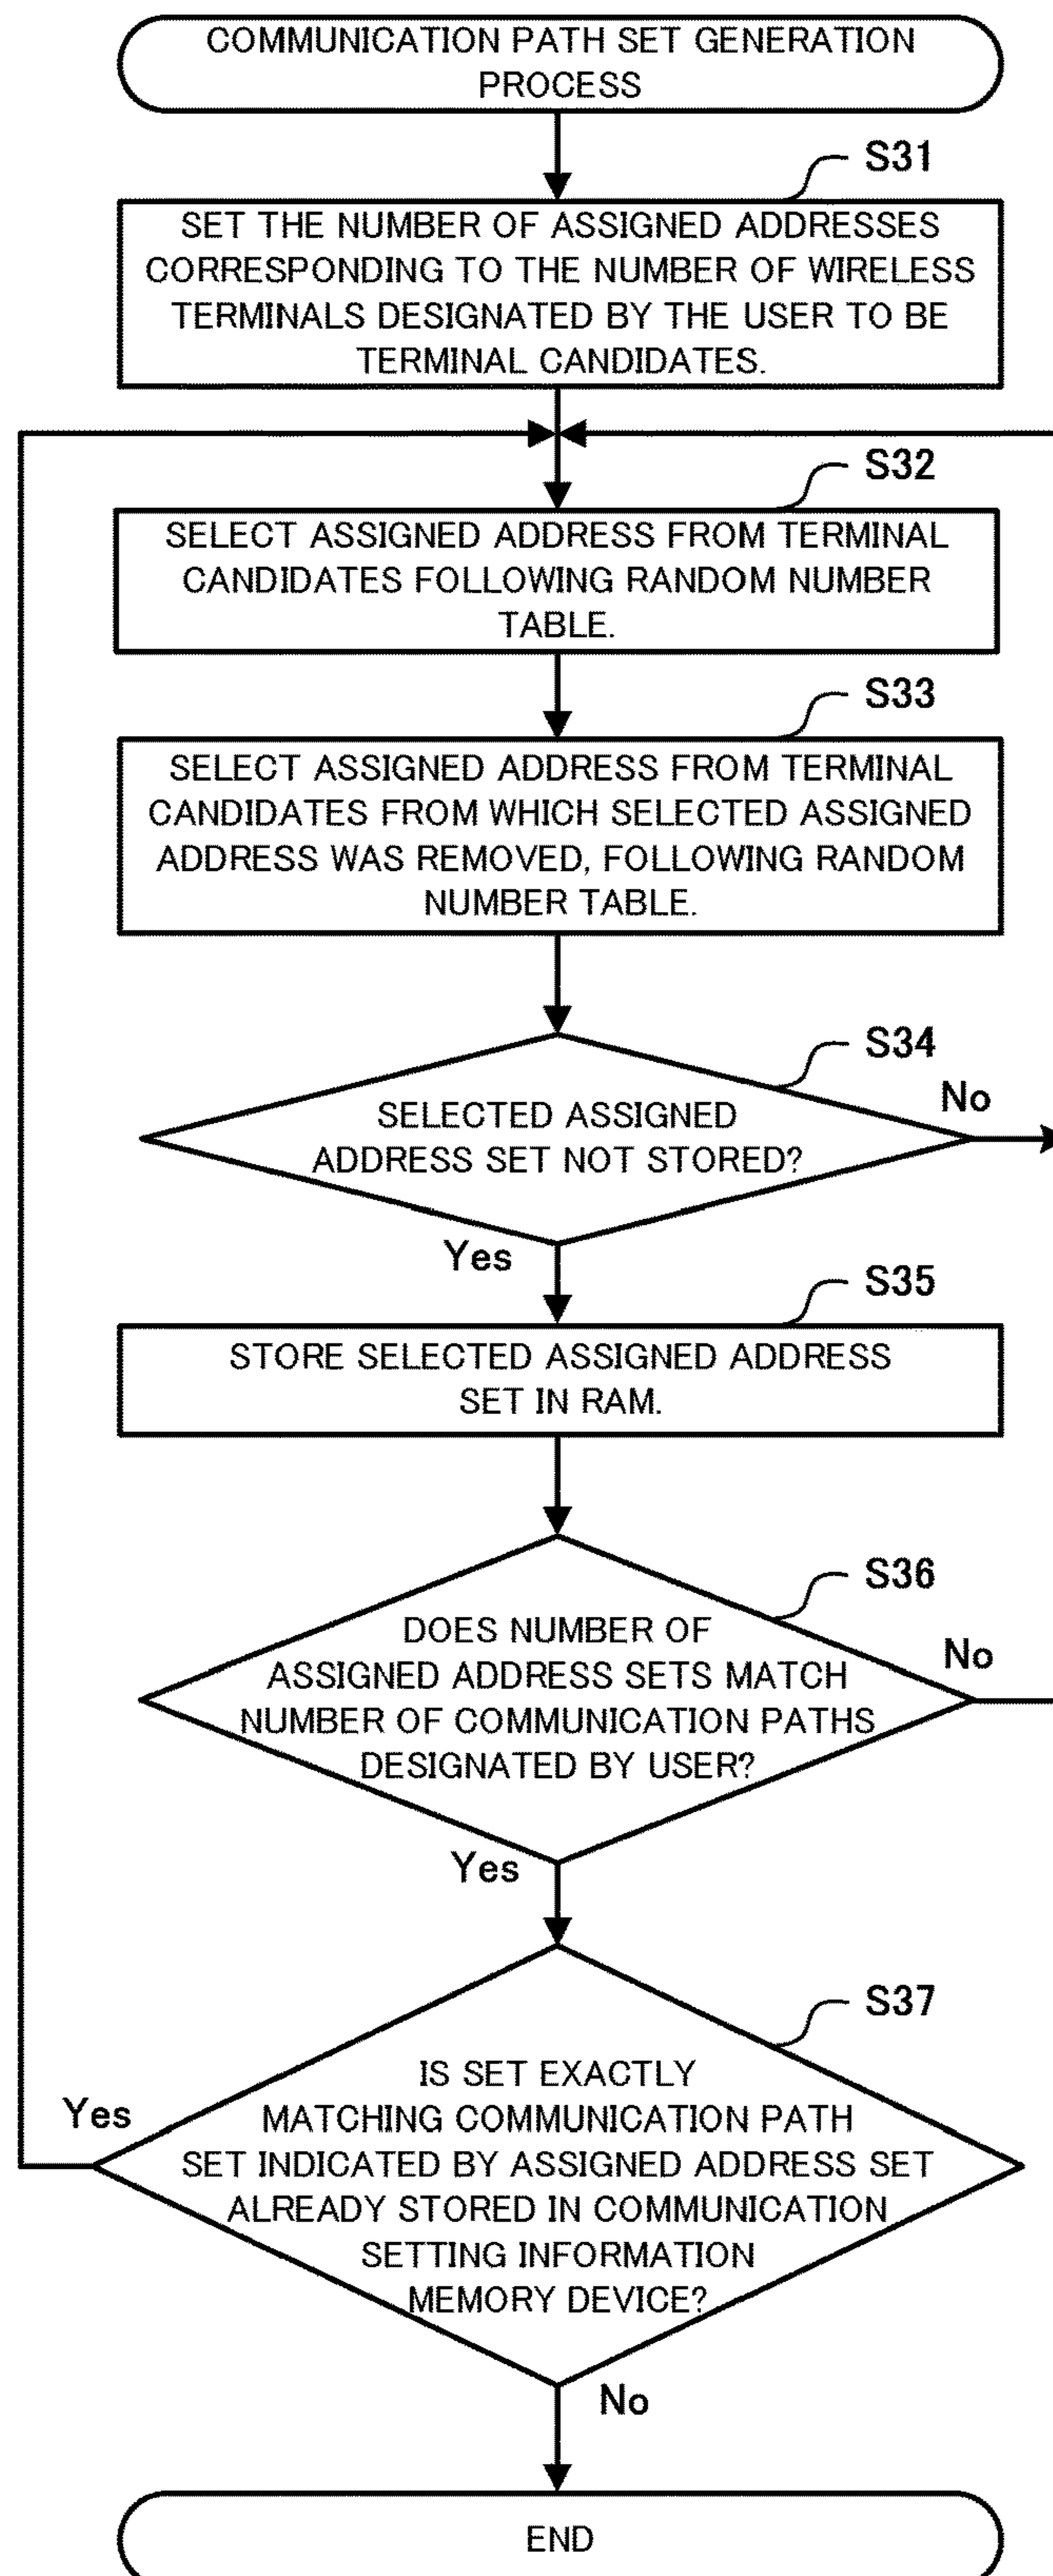 COMMUNICATION PATH SET GENERATION
PROCESS
S31
SET THE NUMBER OF ASSIGNED ADDRESSES
CORRESPONDING TO THE NUMBER OF WIRELESS
TERMINALS DESIGNATED BY THE USER TO BE
TERMINAL CANDIDATES.
S32
SELECT ASSIGNED ADDRESS FROM TERMINAL
CANDIDATES FOLLOWING RANDOM NUMBER
TABLE.
S33
SELECT ASSIGNED ADDRESS FROM TERMINAL
CANDIDATES FROM WHICH SELECTED ASSIGNED
ADDRESS WAS REMOVED, FOLLOWING RANDOM
NUMBER TABLE.
S34
No
SELECTED ASSIGNED
ADDRESS SET NOT STORED?
Yes
S35
STORE SELECTED ASSIGNED ADDRESS
SET IN RAM.
S36
No
DOES NUMBER OF
ASSIGNED ADDRESS SETS MATCH
NUMBER OF COMMUNICATION PATHS
DESIGNATED BY USER?
Yes
S37
Yes
IS SET EXACTLY
MATCHING COMMUNICATION PATH
SET INDICATED BY ASSIGNED ADDRESS SET
ALREADY STORED IN COMMUNICATION
SETTING INFORMATION
MEMORY DEVICE?
No
END